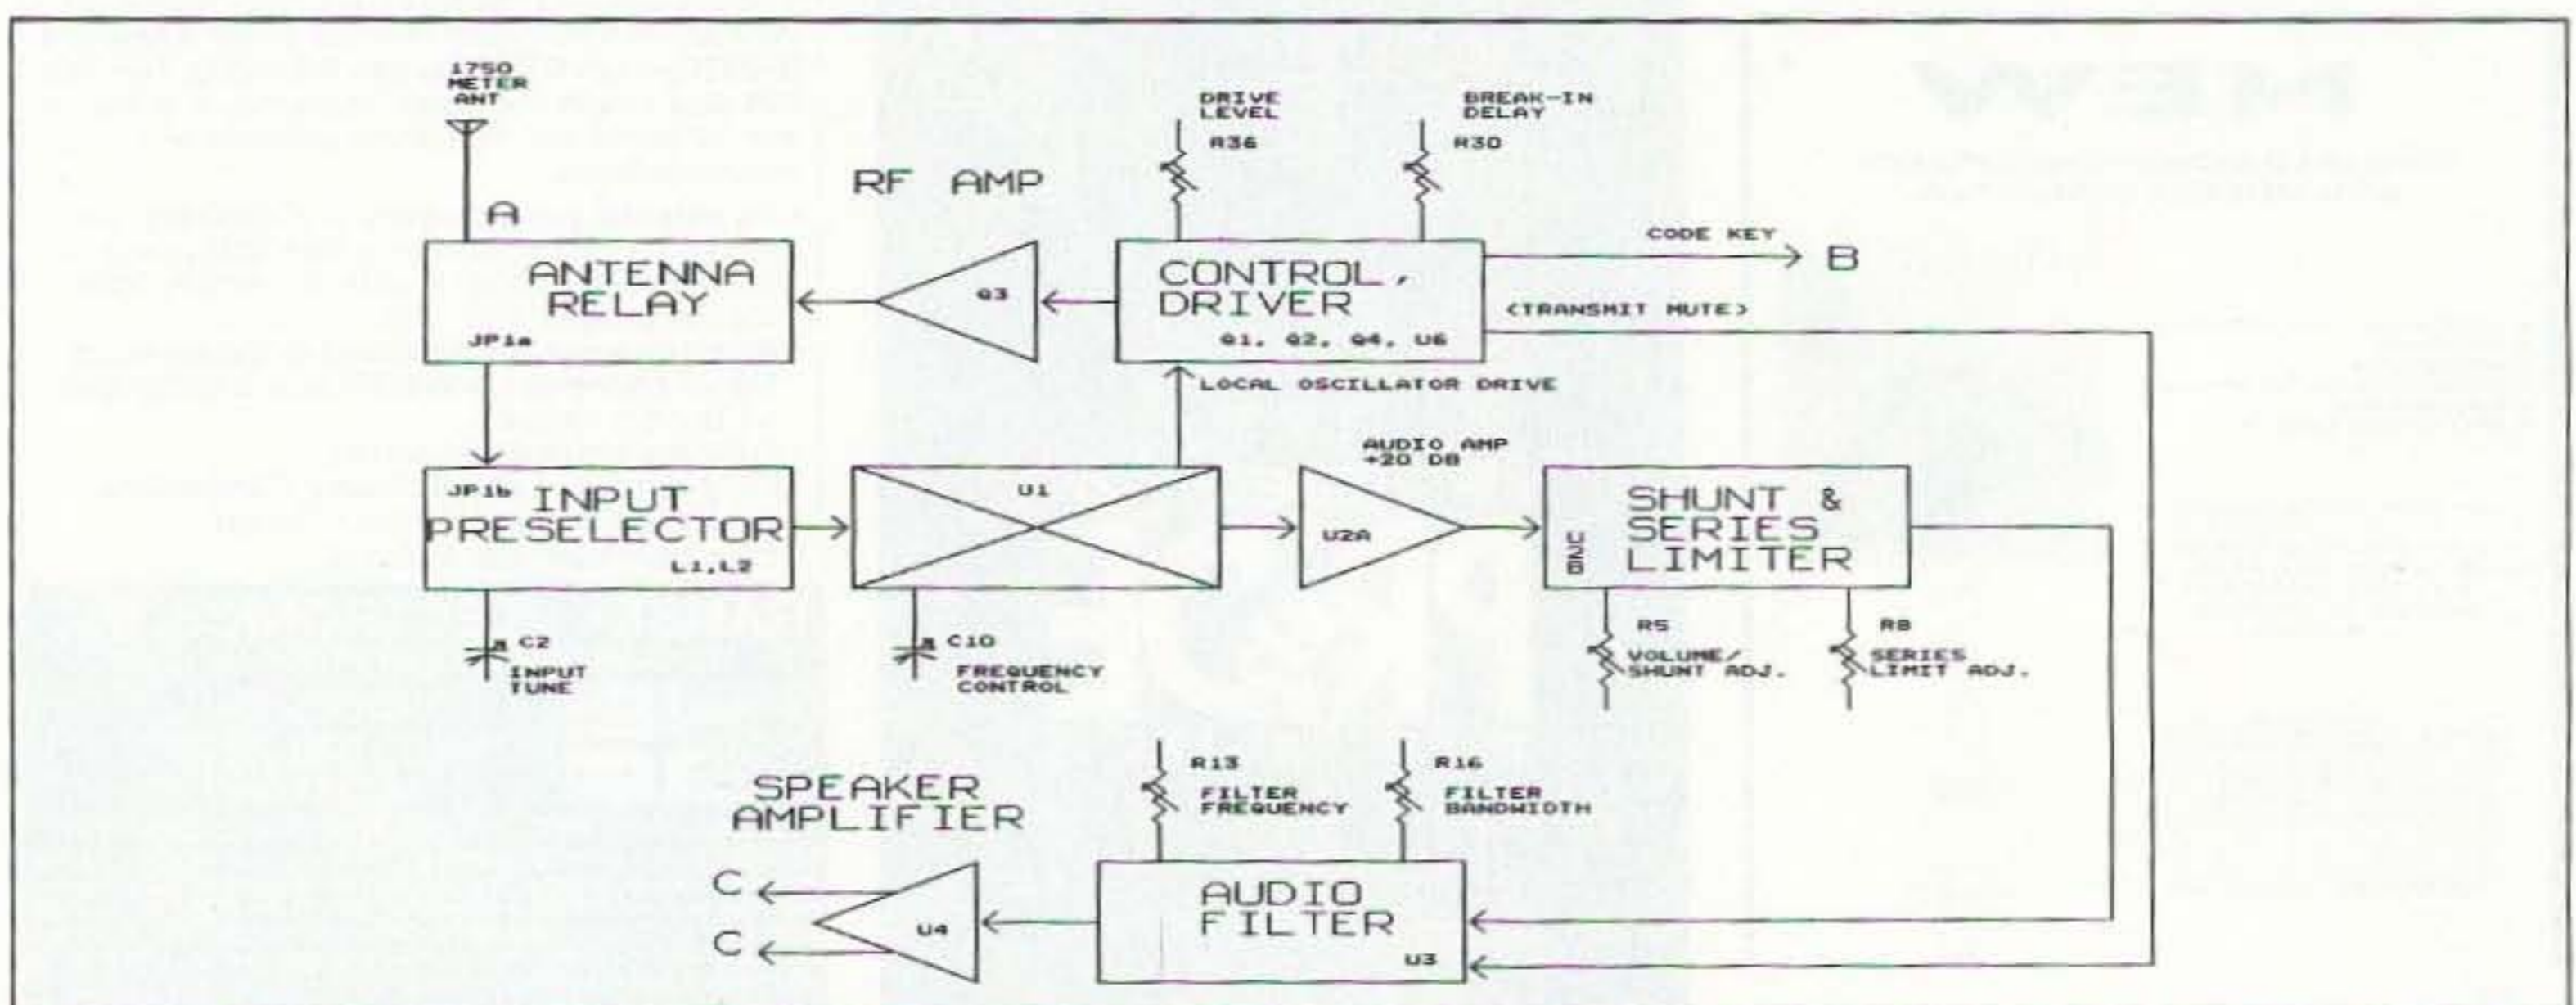 1750
METER
ANT
A
RF AMP
DRIVE
LEVEL
R36
BREAK-IN
DELAY
R30
ANTENNA
RELAY
JP1a
Q3
CONTROL,
DRIVER
Q1, Q2, Q4, U6
CODE KEY
B
(TRANSMIT MUTE)
LOCAL OSCILLATOR DRIVE
JP1b INPUT
PRESELECTOR
L1,L2
U1
AUDIO AMP
+20 DB
U2A
SHUNT &
SERIES
LIMITER
U2B
C2
INPUT
TUNE
C10
FREQUENCY
CONTROL
R5
VOLUME/
SHUNT ADJ.
R8
SERIES
LIMIT ADJ.
SPEAKER
AMPLIFIER
R13
FILTER
FREQUENCY
R16
FILTER
BANDWIDTH
C
C
U4
AUDIO
FILTER
U3